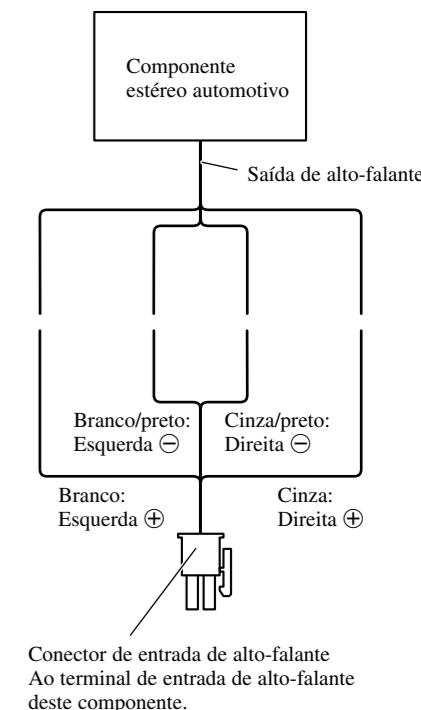 Componente
estéreo automotivo
Saída de alto-falante
Branco/preto:
Esquerda ⊖
Cinza/preto:
Direita ⊖
Branco:
Esquerda ⊕
Cinza:
Direita ⊕
Conector de entrada de alto-falante
Ao terminal de entrada de alto-falante
deste componente.